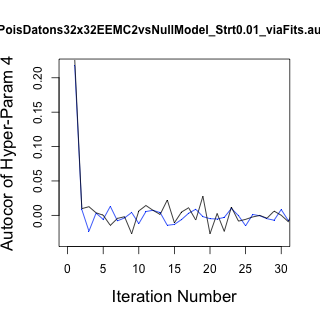 PoisDatons32x32EEMC2vsNullModel_Strt0.01_viaFits.au
Autocor of Hyper-Param 4
0.00 0.05 0.10 0.15 0.20
0 5 10 15 20 25 30
Iteration Number